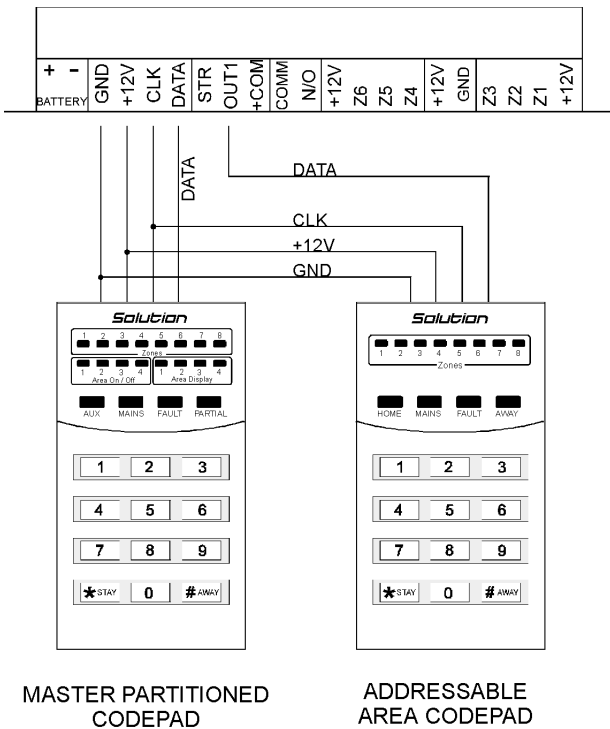 + - BATTERY GND +12V CLK DATA STR OUT1 +COM COMM N/O +12V Z6 Z5 Z4 +12V GND Z3 Z2 Z1 +12V
DATA
DATA
CLK
+12V
GND
Solution
1 2 3 4 5 6 7 8
Zones
1 2 3 4 1 2 3 4
Area On / Off Area Display
AUX MAINS FAULT PARTIAL
1 2 3
4 5 6
7 8 9
*STAY 0 # AWAY
MASTER PARTITIONED
CODEPAD
Solution
1 2 3 4 5 6 7 8
Zones
HOME MAINS FAULT AWAY
1 2 3
4 5 6
7 8 9
*STAY 0 # AWAY
ADDRESSABLE
AREA CODEPAD